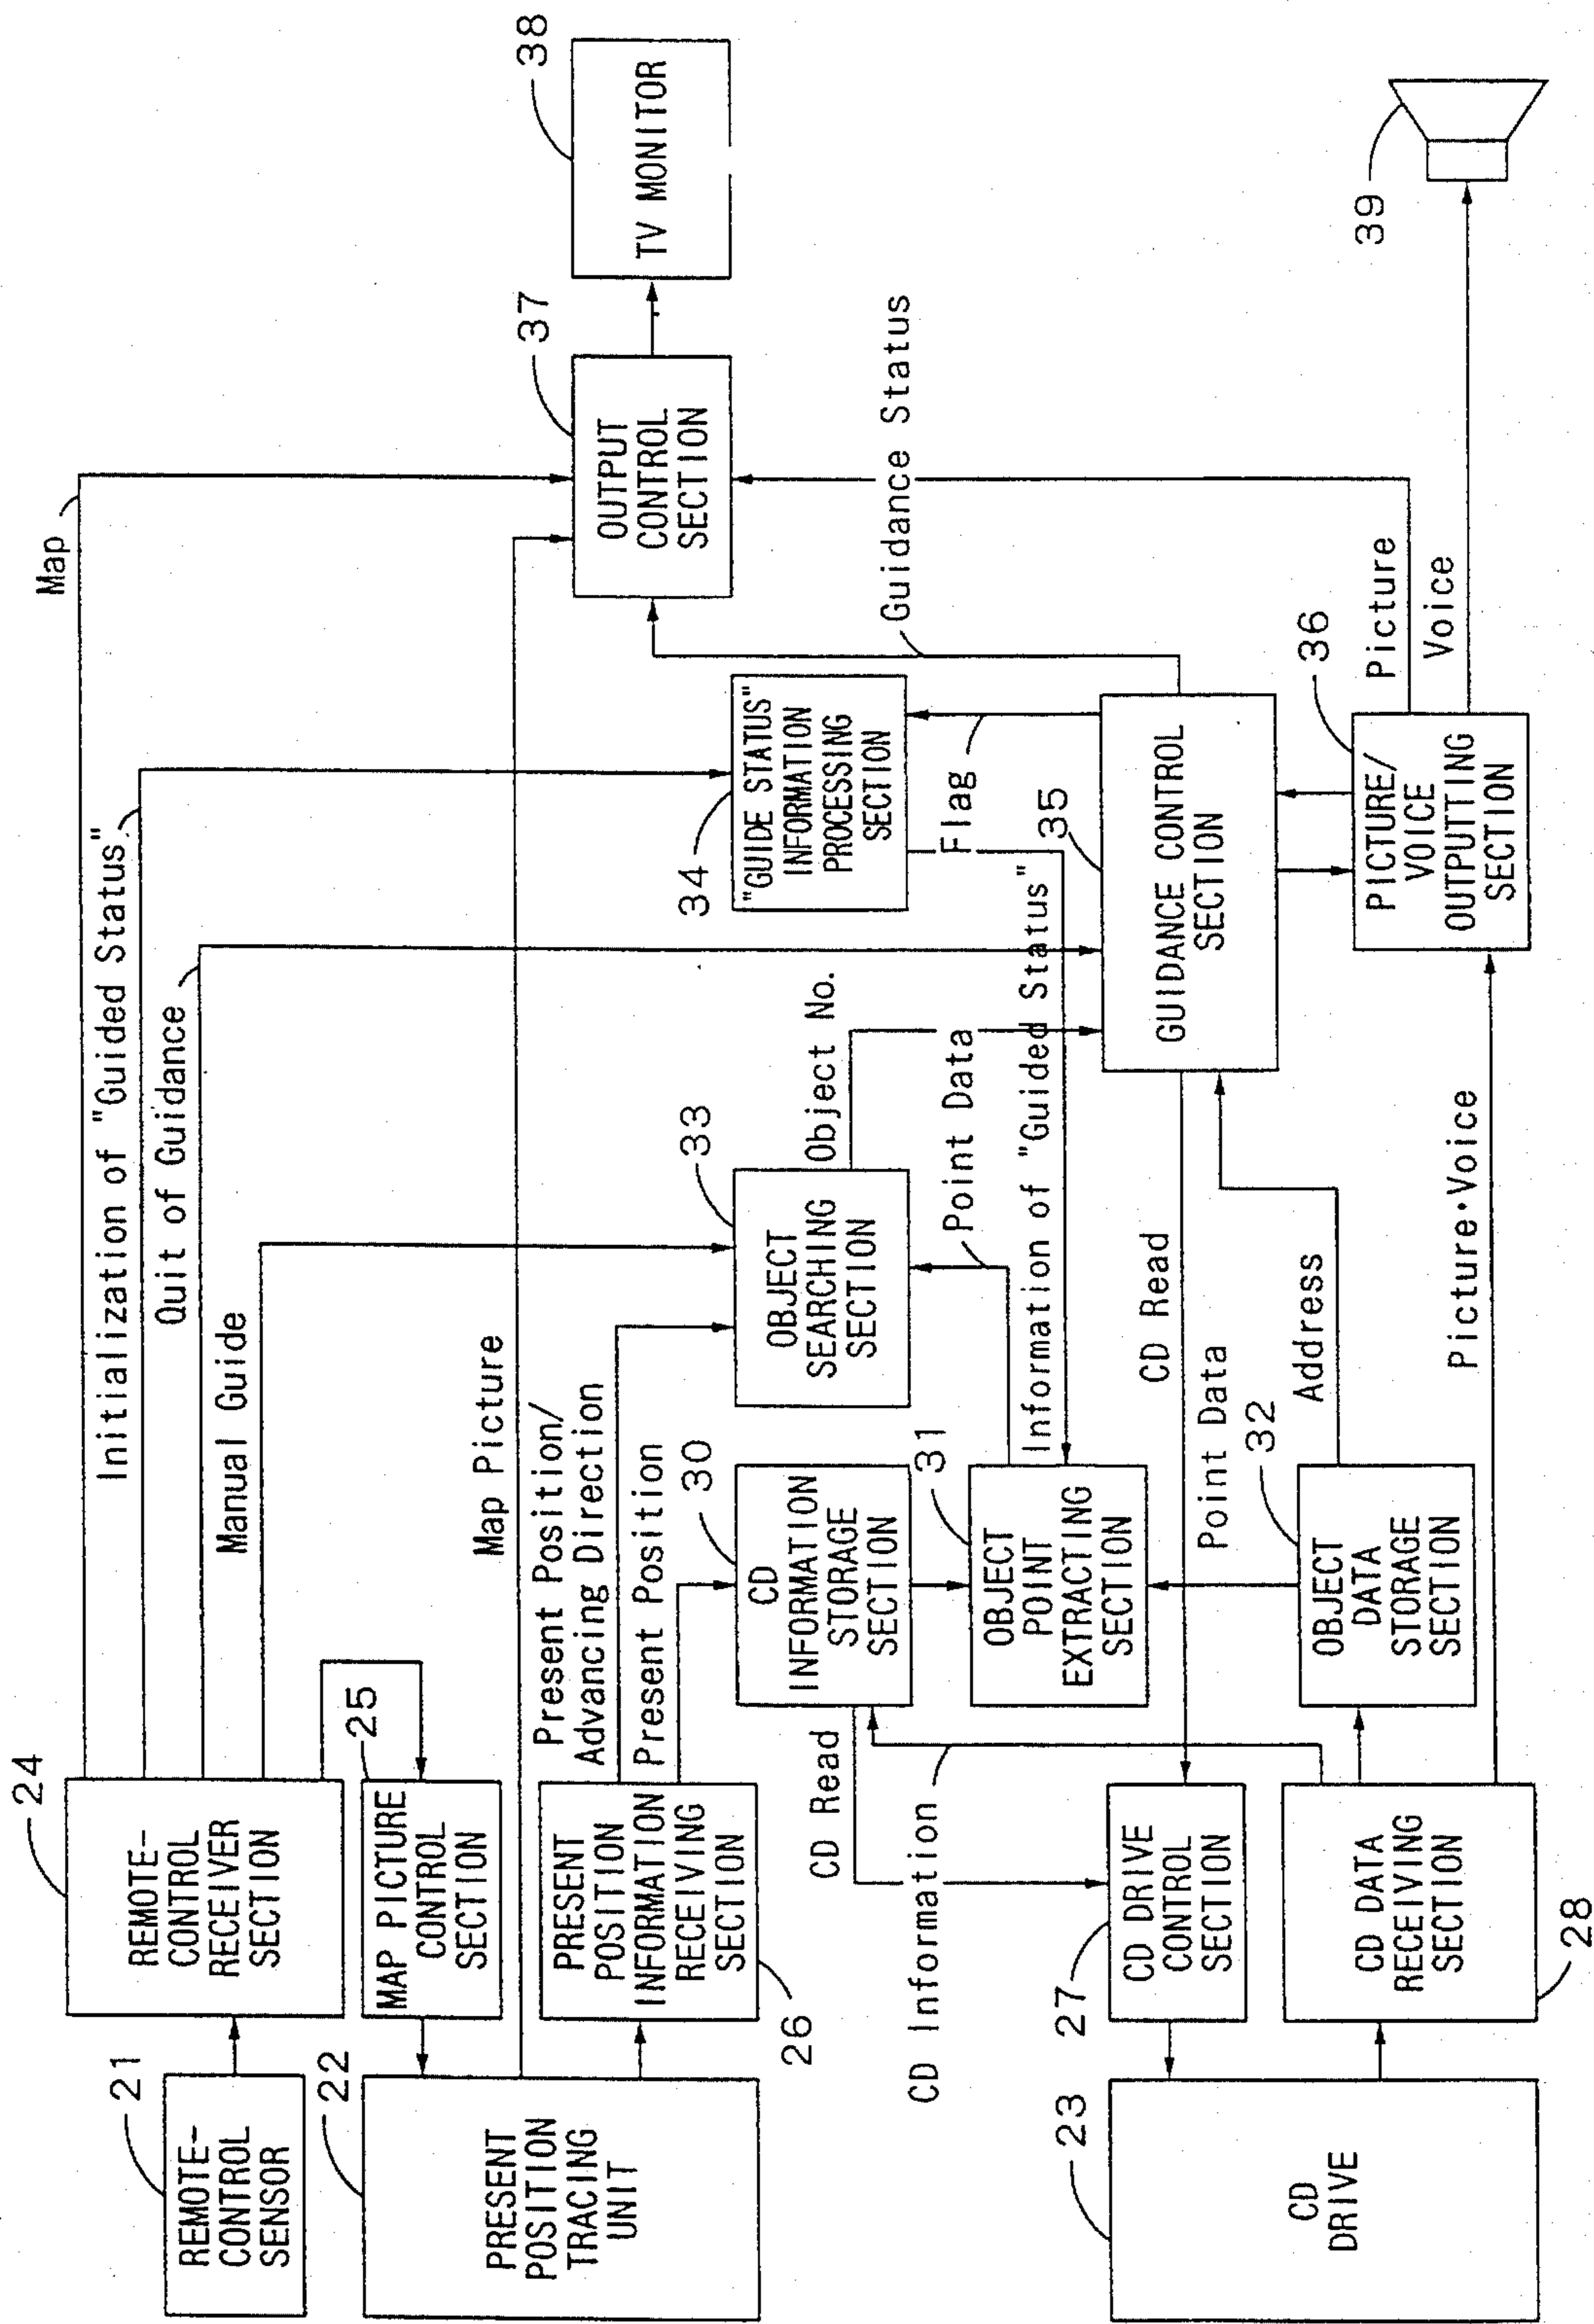 21
REMOTE-
CONTROL
SENSOR
24
REMOTE-
CONTROL
RECEIVER
SECTION
Map
Initialization of "Guided Status"
Quit of Guidance
Manual Guide
25
MAP PICTURE
CONTROL
SECTION
22
PRESENT
POSITION
TRACING
UNIT
Map Picture
PRESENT
POSITION
INFORMATION
RECEIVING
SECTION
26
Present Position/
Advancing Direction
Present Position
30
CD
INFORMATION
STORAGE
SECTION
33
OBJECT
SEARCHING
SECTION
Object No.
34
"GUIDE STATUS"
INFORMATION
PROCESSING
SECTION
Flag
37
OUTPUT
CONTROL
SECTION
38
TV MONITOR
Guidance Status
CD Read
CD Information
31
OBJECT
POINT
EXTRACTING
SECTION
Point Data
Information of "Guided Status"
35
GUIDANCE CONTROL
SECTION
CD Read
Point Data
Address
23
CD
DRIVE
27
CD DRIVE
CONTROL
SECTION
CD DATA
RECEIVING
SECTION
28
32
OBJECT
DATA
STORAGE
SECTION
Picture·Voice
36
PICTURE/
VOICE
OUTPUTING
SECTION
Picture
Voice
39